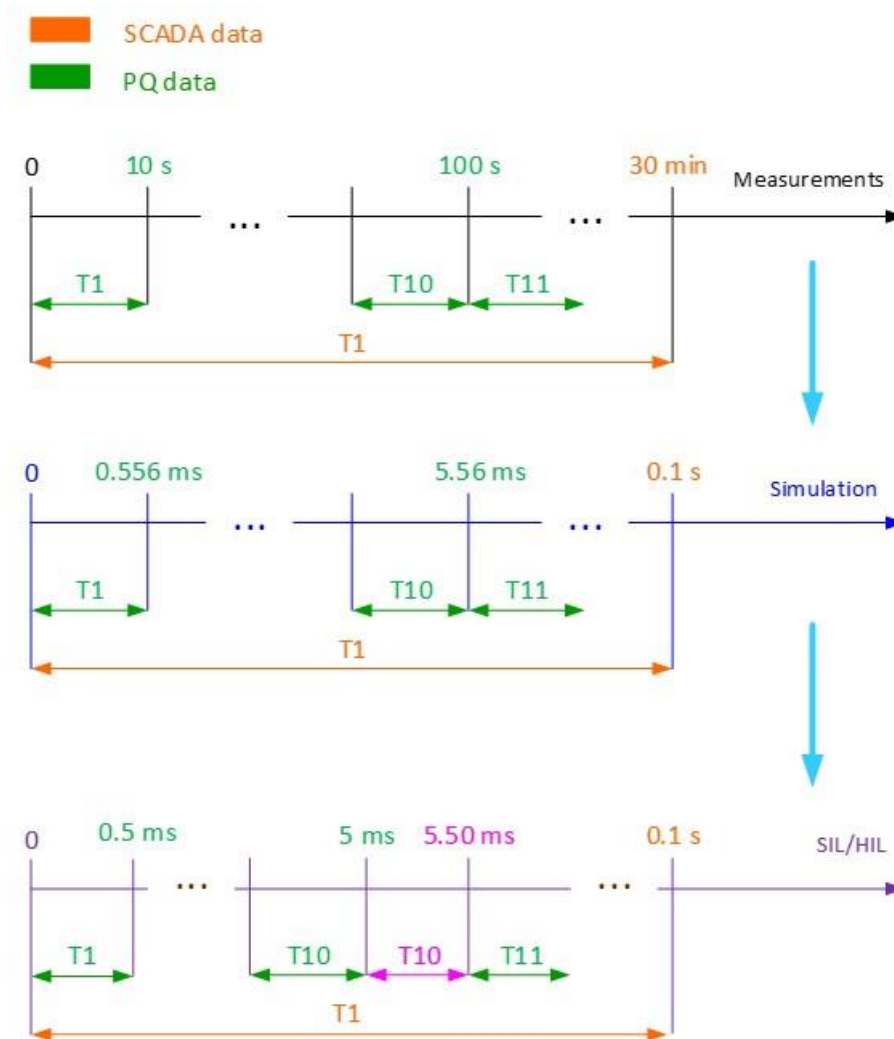 SCADA data
PQ data
0 10 s 100 s 30 min
Measurements
... ...
T1 T10 T11
T1
0 0.556 ms 5.56 ms 0.1 s
Simulation
... ...
T1 T10 T11
T1
0 0.5 ms 5 ms 5.50 ms 0.1 s
SIL/HIL
... ...
T1 T10 T10 T11
T1